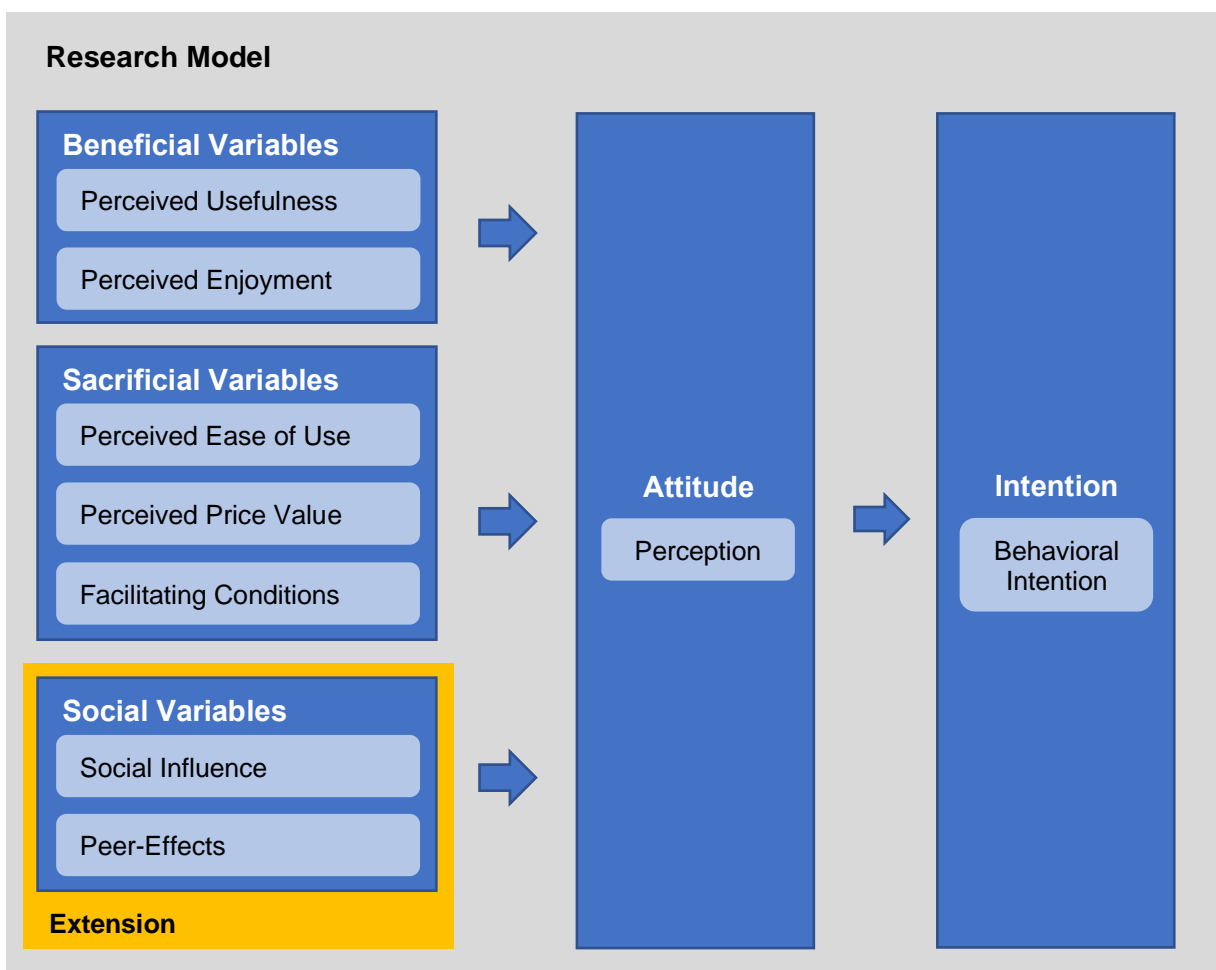 Research Model
Beneficial Variables
Perceived Usefulness
Perceived Enjoyment
Sacrificial Variables
Perceived Ease of Use
Perceived Price Value
Facilitating Conditions
Social Variables
Social Influence
Peer-Effects
Extension
Attitude
Perception
Intention
Behavioral
Intention